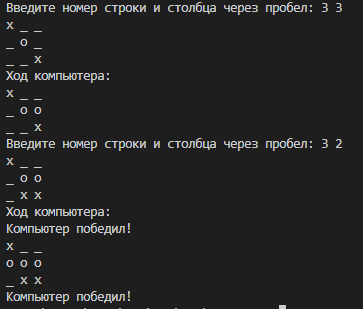 Введите номер строки и столбца через пробел: 3 3
x _ _
_ o _
_ _ x
Ход компьютера:
x _ _
_ o o
_ _ x
Введите номер строки и столбца через пробел: 3 2
x _ _
_ o o
_ x x
Ход компьютера:
Компьютер победил!
x _ _
o o o
_ x x
Компьютер победил!